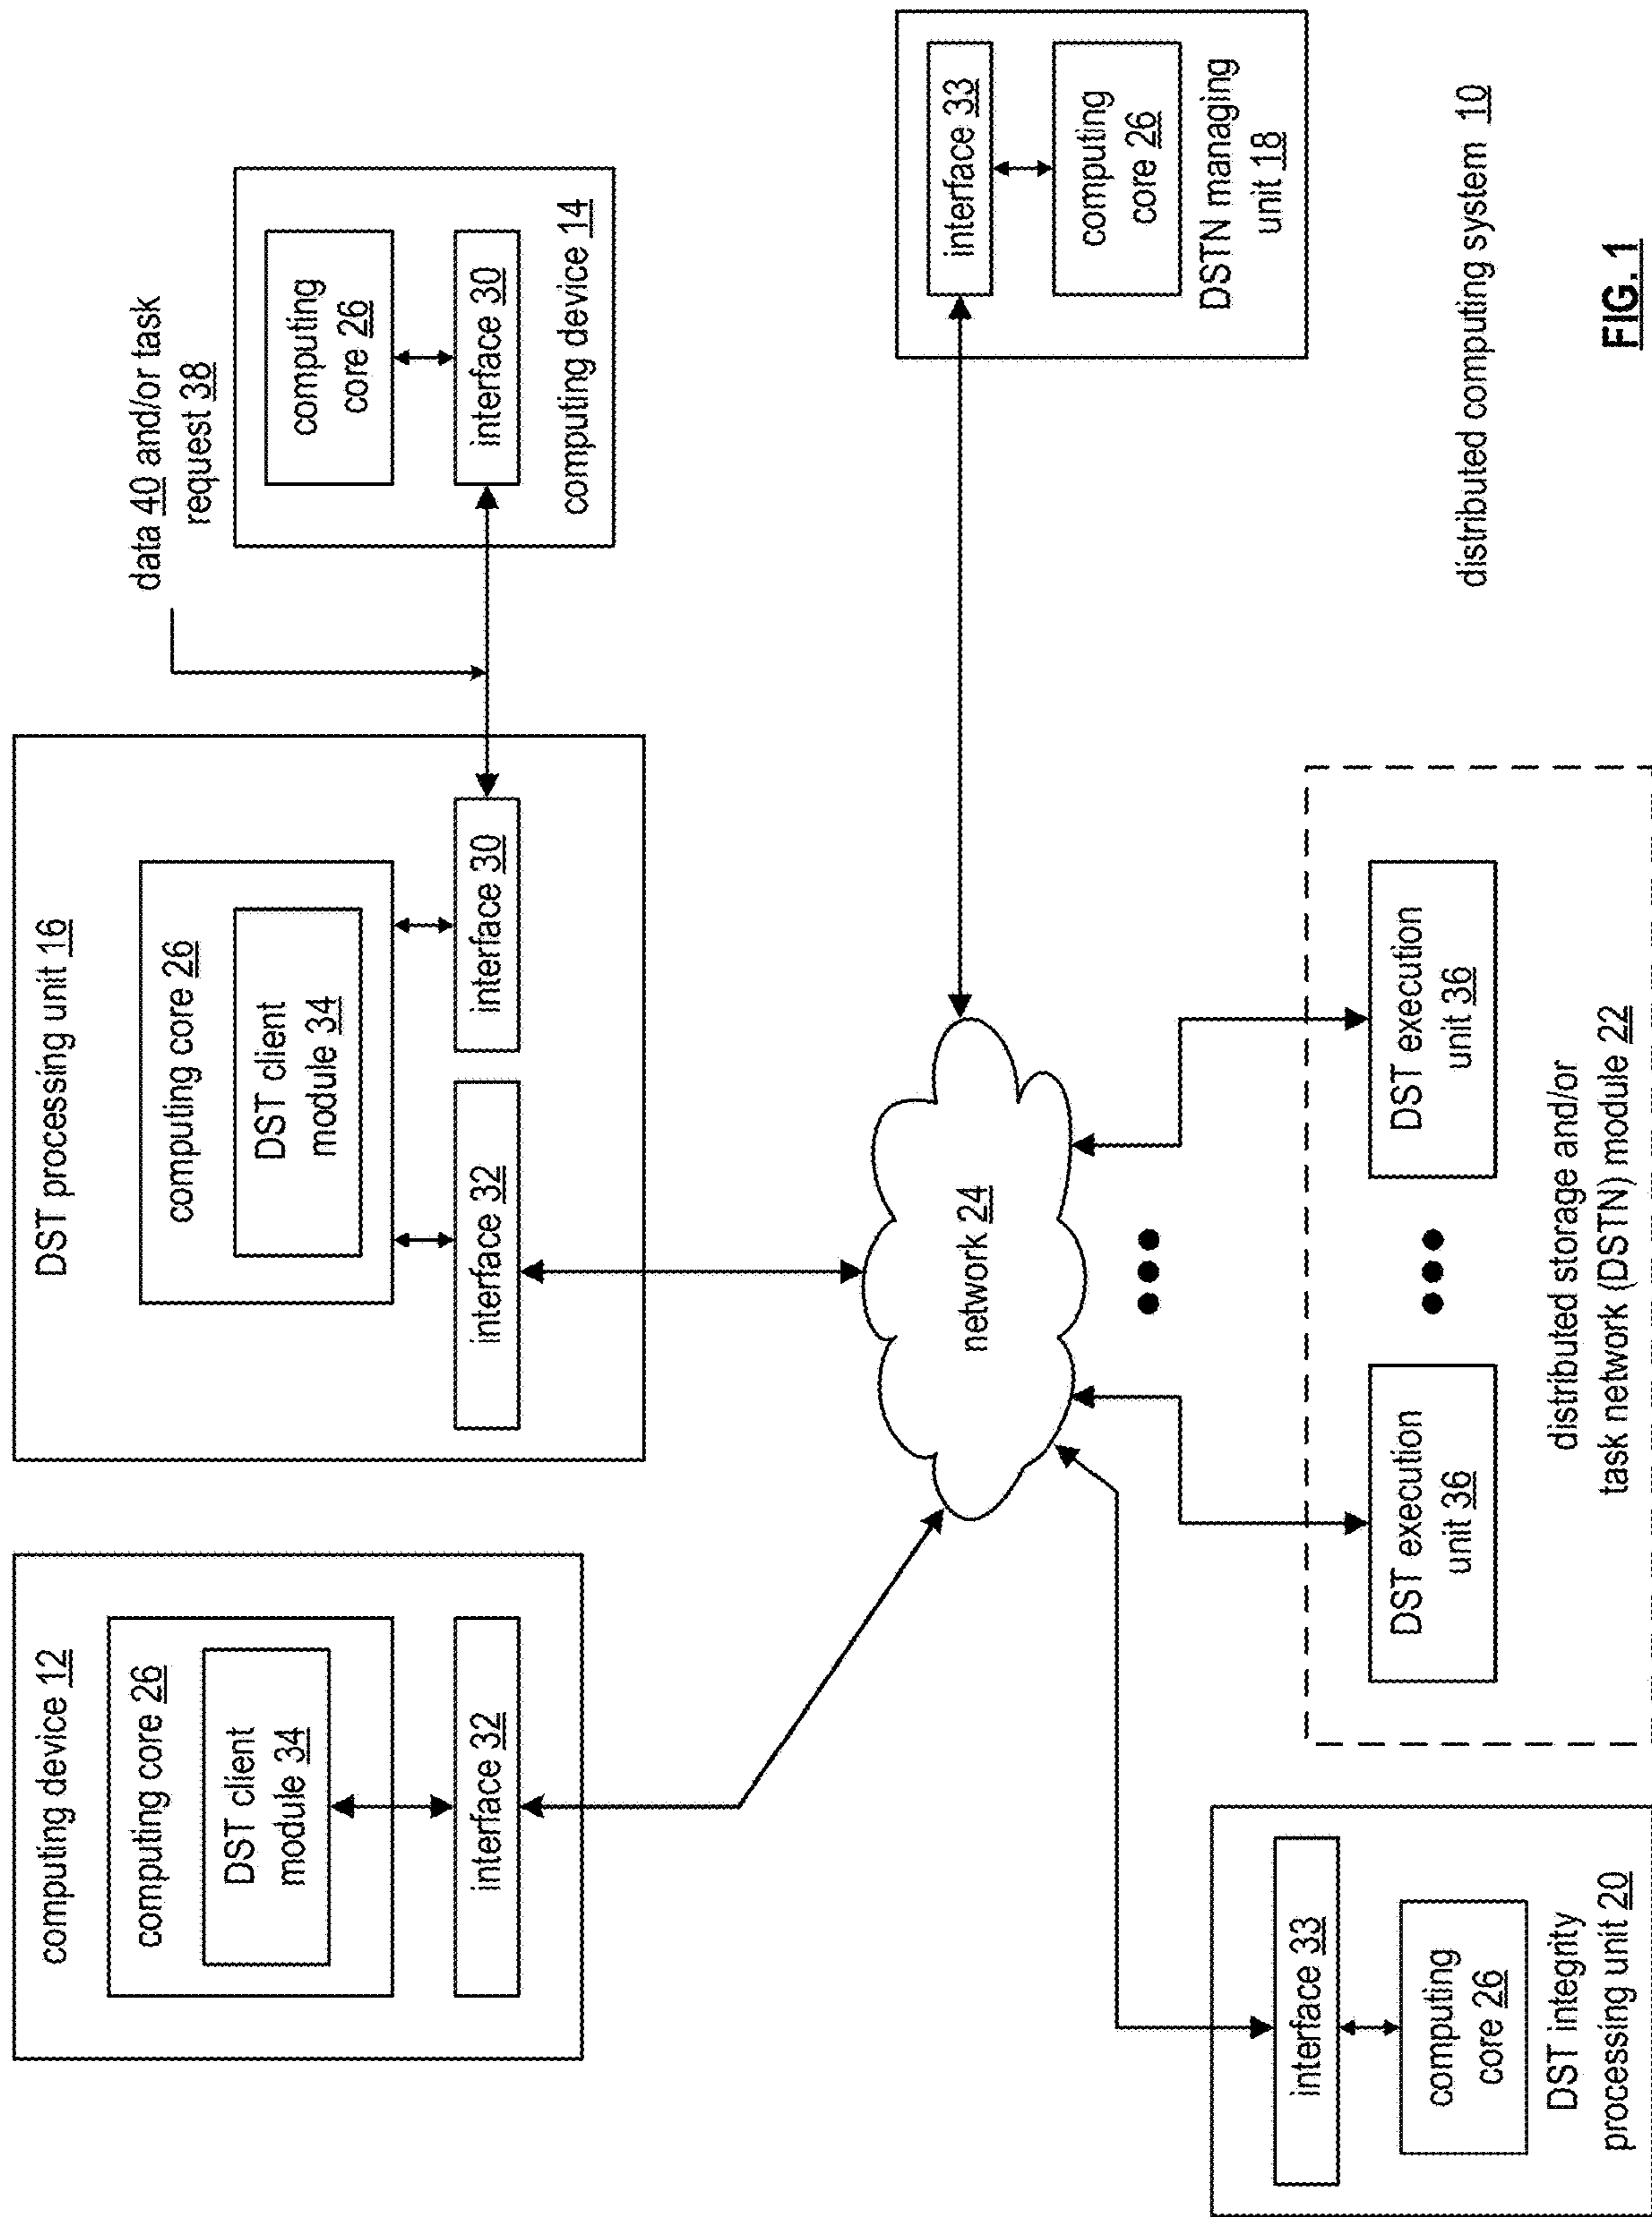 computing device 12
computing core 26
DST client
module 34
interface 32
DST processing unit 16
computing core 26
DST client
module 34
interface 32
interface 30
data 40 and/or task
request 38
computing
core 26
interface 30
computing device 14
network 24
interface 33
computing
core 26
DSTN managing
unit 18
interface 33
computing
core 26
DST integrity
processing unit 20
DST execution
unit 36
DST execution
unit 36
distributed storage and/or
task network (DSTN) module 22
distributed computing system 10
FIG. 1